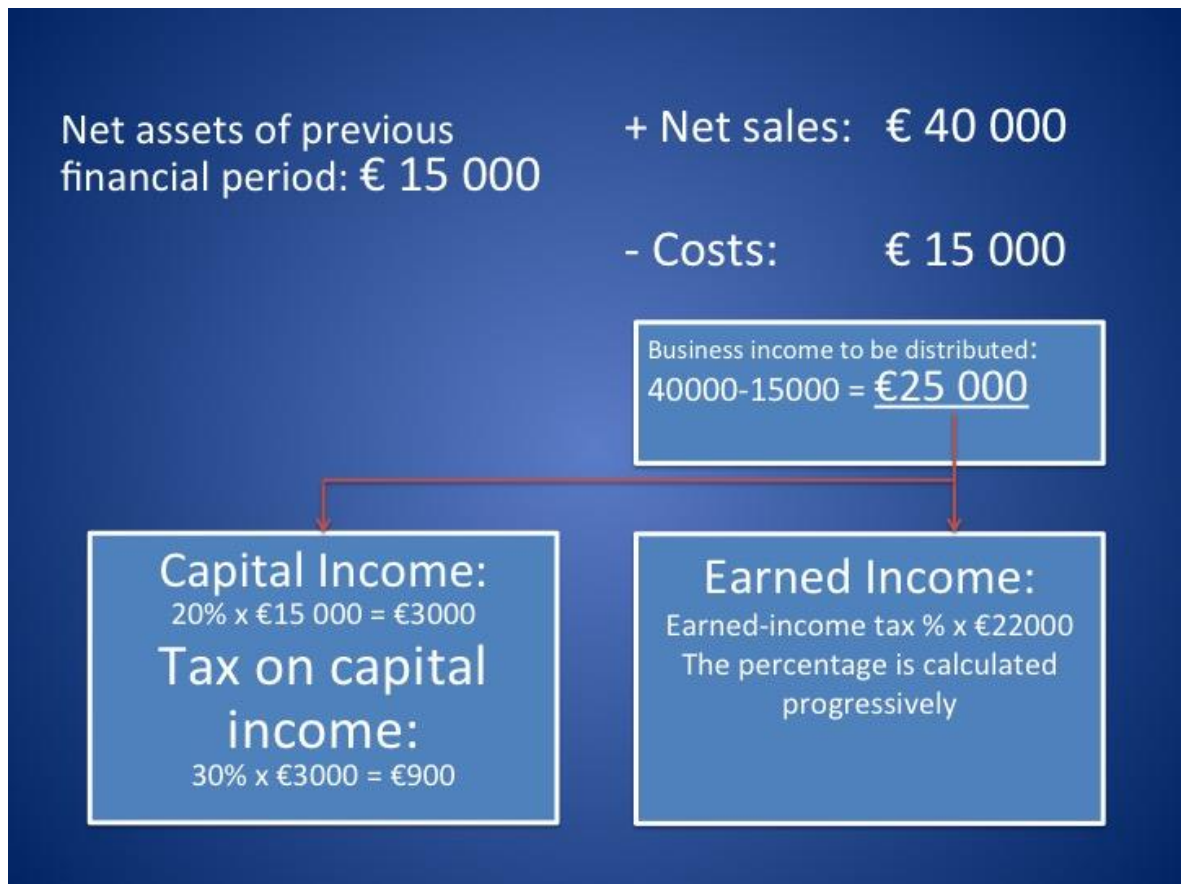 Net assets of previous
financial period: € 15 000
+ Net sales: € 40 000
- Costs: € 15 000
Business income to be distributed:
40000-15000 = €25 000
Capital Income:
20% x €15 000 = €3000
Tax on capital
income:
30% x €3000 = €900
Earned Income:
Earned-income tax % x €22000
The percentage is calculated
progressively